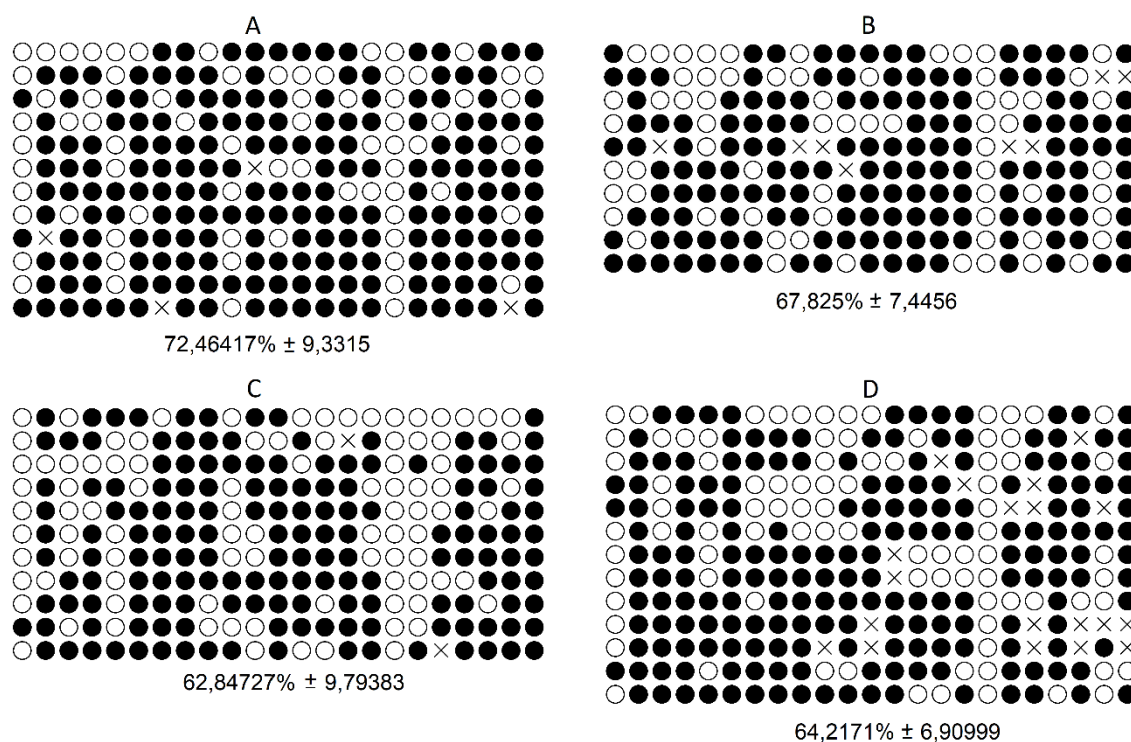 A
B
72,46417% ± 9,3315
67,825% ± 7,4456
C
D
62,84727% ± 9,79383
64,2171% ± 6,90999